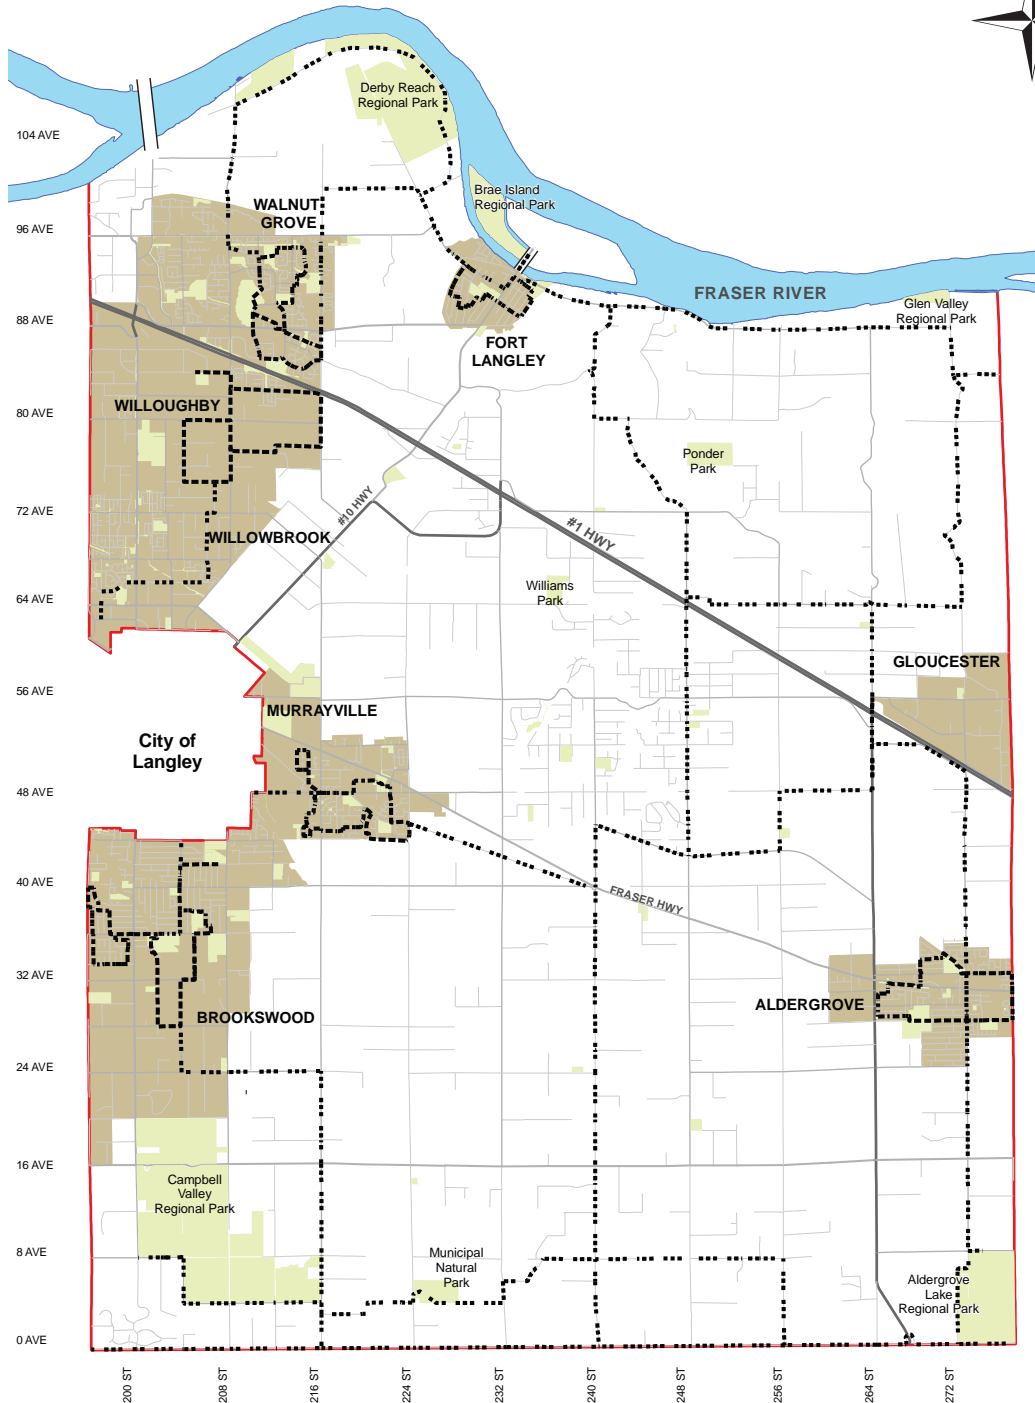 Derby Reach
Regional Park
104 AVE
Brae Island
Regional Park
WALNUT
GROVE
96 AVE
FRASER RIVER
Glen Valley
Regional Park
88 AVE
FORT
LANGLEY
WILLOUGHBY
80 AVE
Ponder
Park
#10 HWY
72 AVE
#1 HWY
WILLOWBROOK
Williams
Park
64 AVE
GLOUCESTER
56 AVE
MURRAYVILLE
City of
Langley
48 AVE
40 AVE
FRASER HWY
32 AVE
ALDERGROVE
BROOKSWOOD
24 AVE
16 AVE
Campbell
Valley
Regional Park
8 AVE
Municipal
Natural
Park
Aldergrove
Lake
Regional Park
0 AVE
200 ST
208 ST
216 ST
224 ST
232 ST
240 ST
248 ST
256 ST
264 ST
272 ST